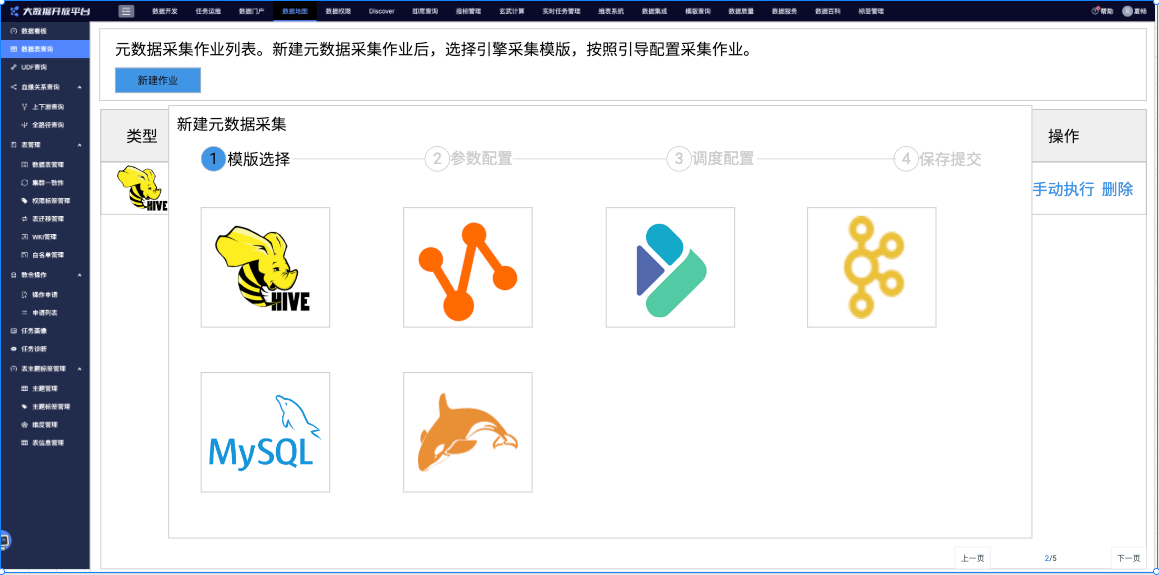 大数据开放平台
数据开发 任务运维 数据门户 数据地图 数据权限 Discover 即席查询 指标管理 玄武计算 实时任务管理 组表系统 数据集成 模版查询 数据质量 数据服务 数据百科 标签管理
帮助
数据看板
数据表查询
UDF查询
血缘关系查询
上下游查询
全路径查询
表管理
数据表管理
集群一致性
权限标签管理
表迁移管理
WIKI管理
白名单管理
数仓操作
操作申请
申请列表
任务画像
任务诊断
表主题标签管理
主题管理
主题标签管理
维度管理
表信息管理
元数据采集作业列表。新建元数据采集作业后，选择引擎采集模版，按照引导配置采集作业。
新建作业
类型
操作
HIVE
手动执行 删除
新建元数据采集
1 模版选择
2 参数配置
3 调度配置
4 保存提交
HIVE
MySQL
上一页
2/5
下一页